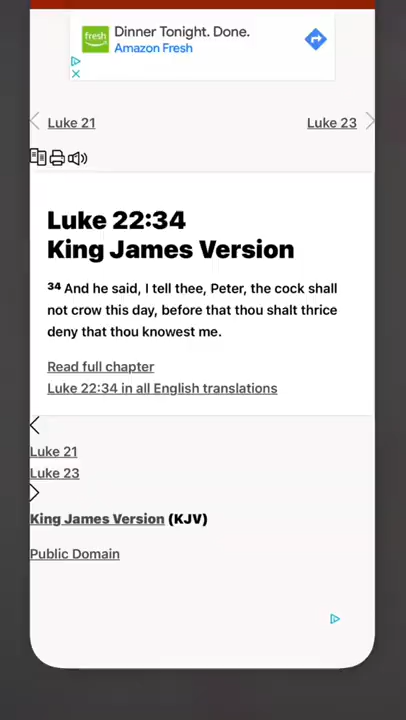 fresh
Dinner Tonight. Done.
Amazon Fresh
Luke 21
Luke 23
Luke 22:34
King James Version
34 And he said, I tell thee, Peter, the cock shall
not crow this day, before that thou shalt thrice
deny that thou knowest me.
Read full chapter
Luke 22:34 in all English translations
Luke 21
Luke 23
King James Version (KJV)
Public Domain